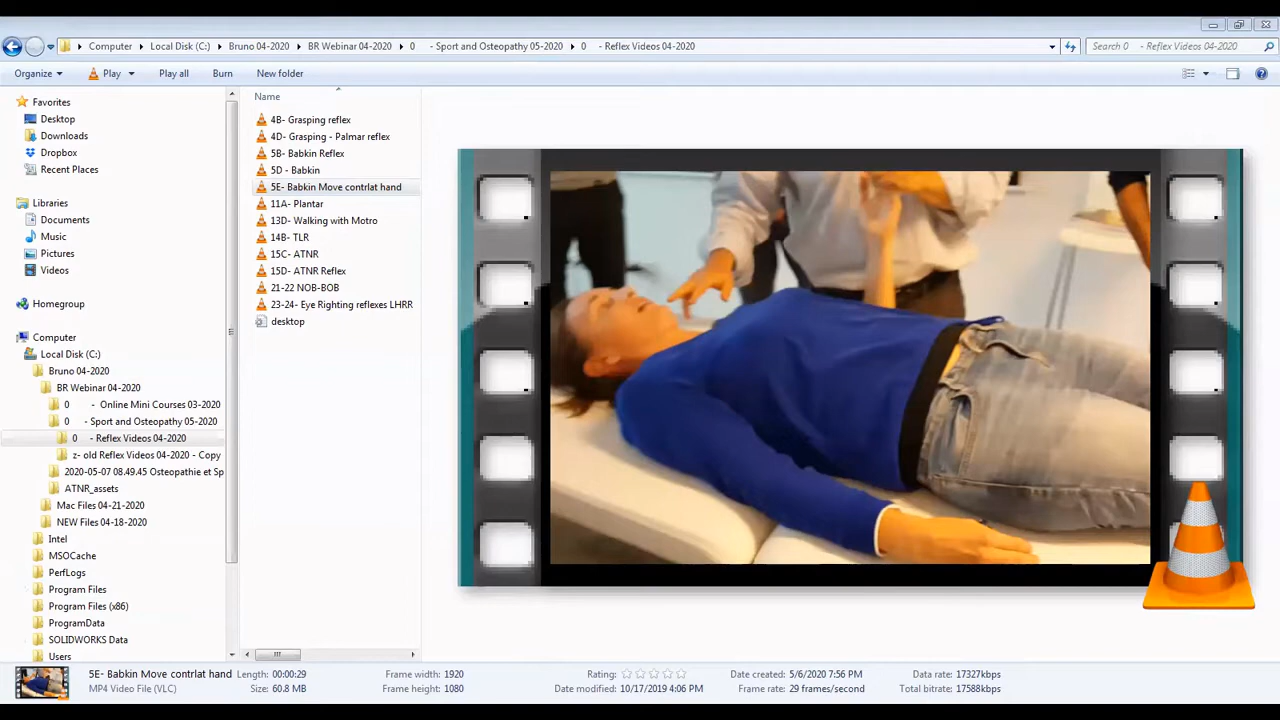 Computer Local Disk (C:) Bruno 04-2020 BR Webinar 04-2020 0 - Sport and Osteopathy 05-2020 0 - Reflex Videos 04-2020 Search 0 - Reflex Videos 04-2020
Organize Play Play all Burn New folder
Favorites
Desktop
Downloads
Dropbox
Recent Places
Libraries
Documents
Music
Pictures
Videos
Homegroup
Computer
Local Disk (C:)
Bruno 04-2020
BR Webinar 04-2020
0 - Online Mini Courses 03-2020
0 - Sport and Osteopathy 05-2020
0 - Reflex Videos 04-2020
z- old Reflex Videos 04-2020 - Copy
2020-05-07 08.49.45 Osteopathie et Sp
ATNR_assets
Mac Files 04-21-2020
NEW Files 04-18-2020
Intel
MSOCache
PerfLogs
Program Files
Program Files (x86)
ProgramData
SOLIDWORKS Data
Users
Name
4B- Grasping reflex
4D- Grasping - Palmar reflex
5B- Babkin Reflex
5D - Babkin
5E- Babkin Move contrlat hand
11A- Plantar
13D- Walking with Motro
14B- TLR
15C- ATNR
15D- ATNR Reflex
21-22 NOB-BOB
23-24- Eye Righting reflexes LHRR
desktop
5E- Babkin Move contrlat hand Length: 00:00:29 Frame width: 1920 Rating: Date created: 5/6/2020 7:56 PM Data rate: 17327kbps
MP4 Video File (VLC) Size: 60.8 MB Frame height: 1080 Date modified: 10/17/2019 4:06 PM Frame rate: 29 frames/second Total bitrate: 17588kbps